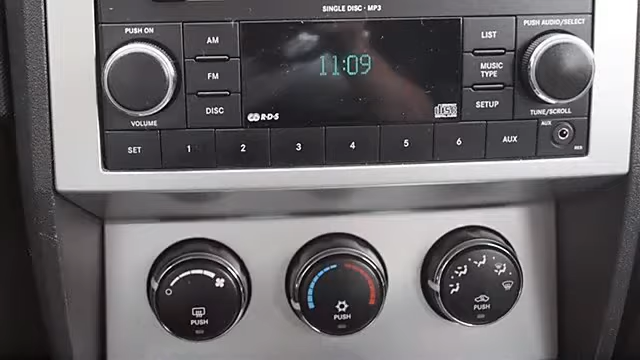 SINGLE DISC · MP3
PUSH ON
VOLUME
AM
FM
DISC
11:09
R·D·S
LIST
MUSIC TYPE
SETUP
PUSH AUDIO/SELECT
TUNE/SCROLL
SET 1 2 3 4 5 6 AUX
AUX
PUSH
PUSH
PUSH